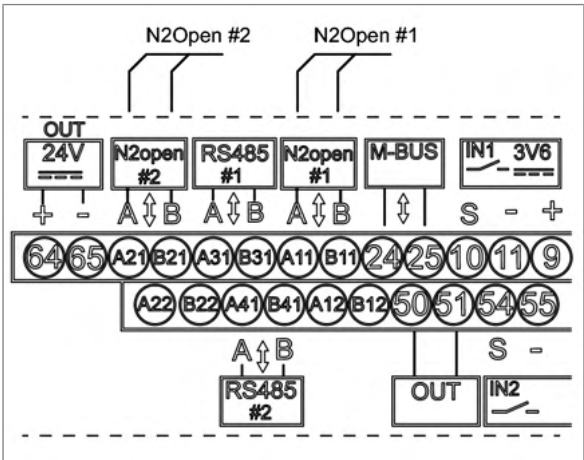 N2Open #2 N2Open #1
OUT
24V N2open RS485 N2open M-BUS IN1 3V6
#2 #1 #1
+ - A B A B A B S - +
64 65 A21 B21 A31 B31 A11 B11 24 25 10 11 9
A22 B22 A41 B41 A12 B12 50 51 54 55
A B S -
RS485 OUT IN2
#2